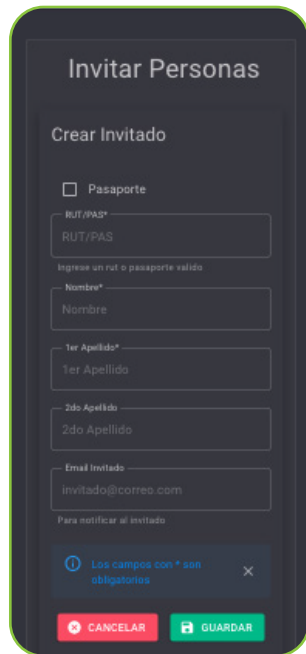 Invitar Personas
Crear Invitado
Pasaporte
RUT/PAS*
RUT/PAS
Ingrese un rut o pasaporte valido
Nombre*
Nombre
1er Apellido*
1er Apellido
2do Apellido
2do Apellido
Email Invitado
invitado@correo.com
Para notificar al invitado
Los campos con * son
obligatorios
CANCELAR GUARDAR